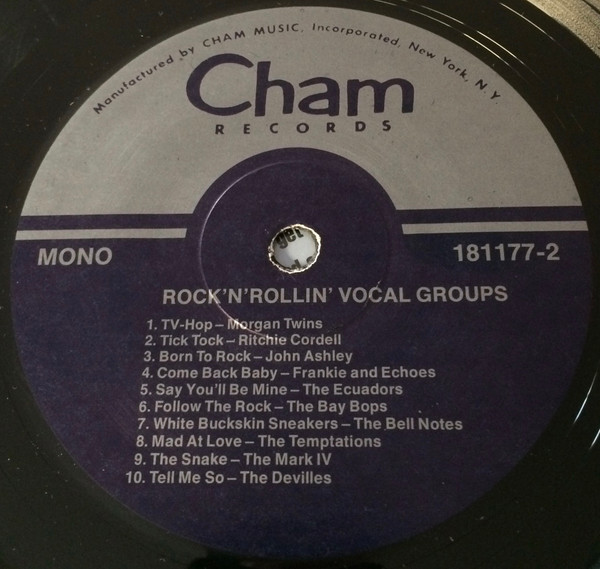 Manufactured by CHAM MUSIC, Incorporated, New York, N.Y.
Cham
RECORDS
get
MONO
181177-2
ROCK'N'ROLLIN' VOCAL GROUPS
1. TV-Hop – Morgan Twins
2. Tick Tock – Ritchie Cordell
3. Born To Rock – John Ashley
4. Come Back Baby – Frankie and Echoes
5. Say You'll Be Mine – The Ecuadors
6. Follow The Rock – The Bay Bops
7. White Buckskin Sneakers – The Bell Notes
8. Mad At Love – The Temptations
9. The Snake – The Mark IV
10. Tell Me So – The Devilles